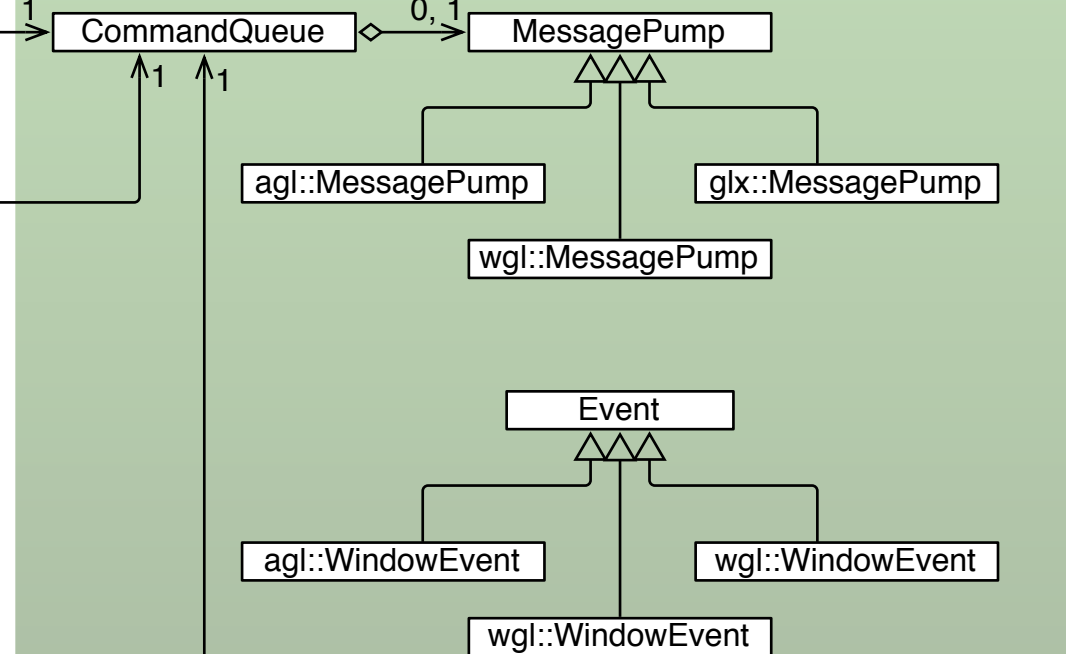 1
CommandQueue
0, 1
MessagePump
1
1
agl::MessagePump
glx::MessagePump
wgl::MessagePump
Event
agl::WindowEvent
wgl::WindowEvent
wgl::WindowEvent